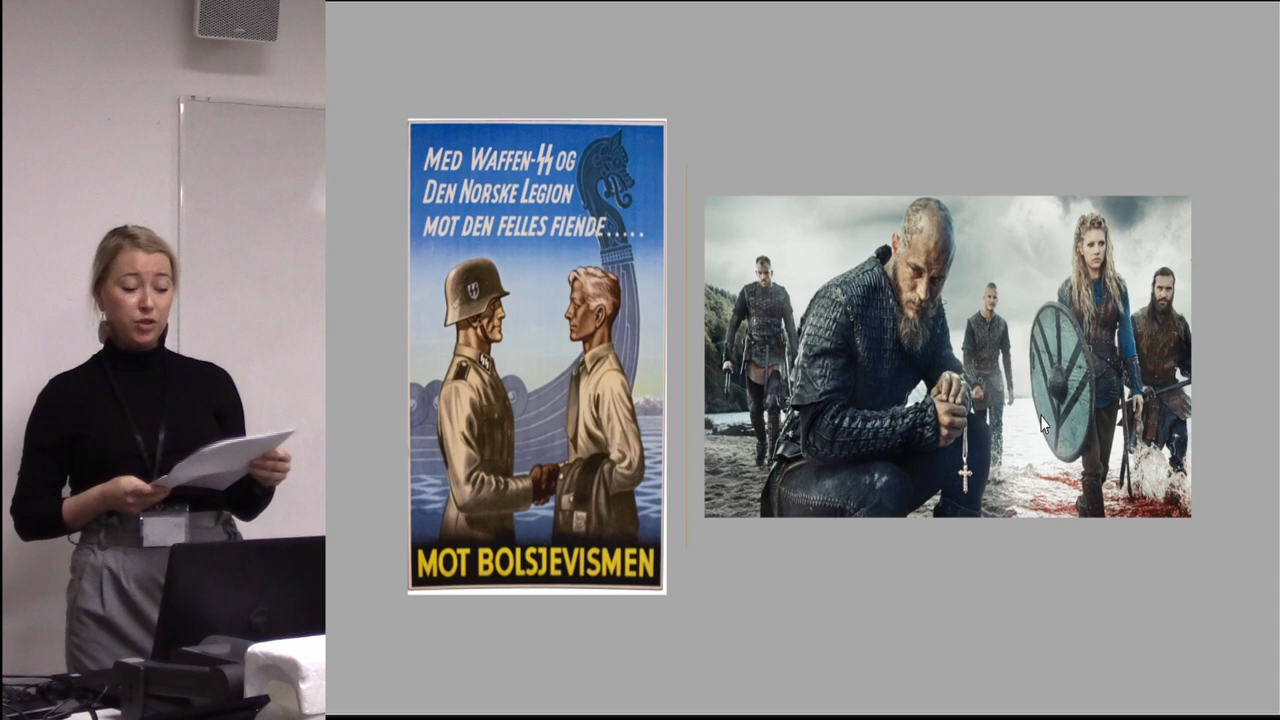 MED WAFFEN-SS OG
DEN NORSKE LEGION
MOT DEN FELLES FIENDE.....
MOT BOLSJEVISMEN